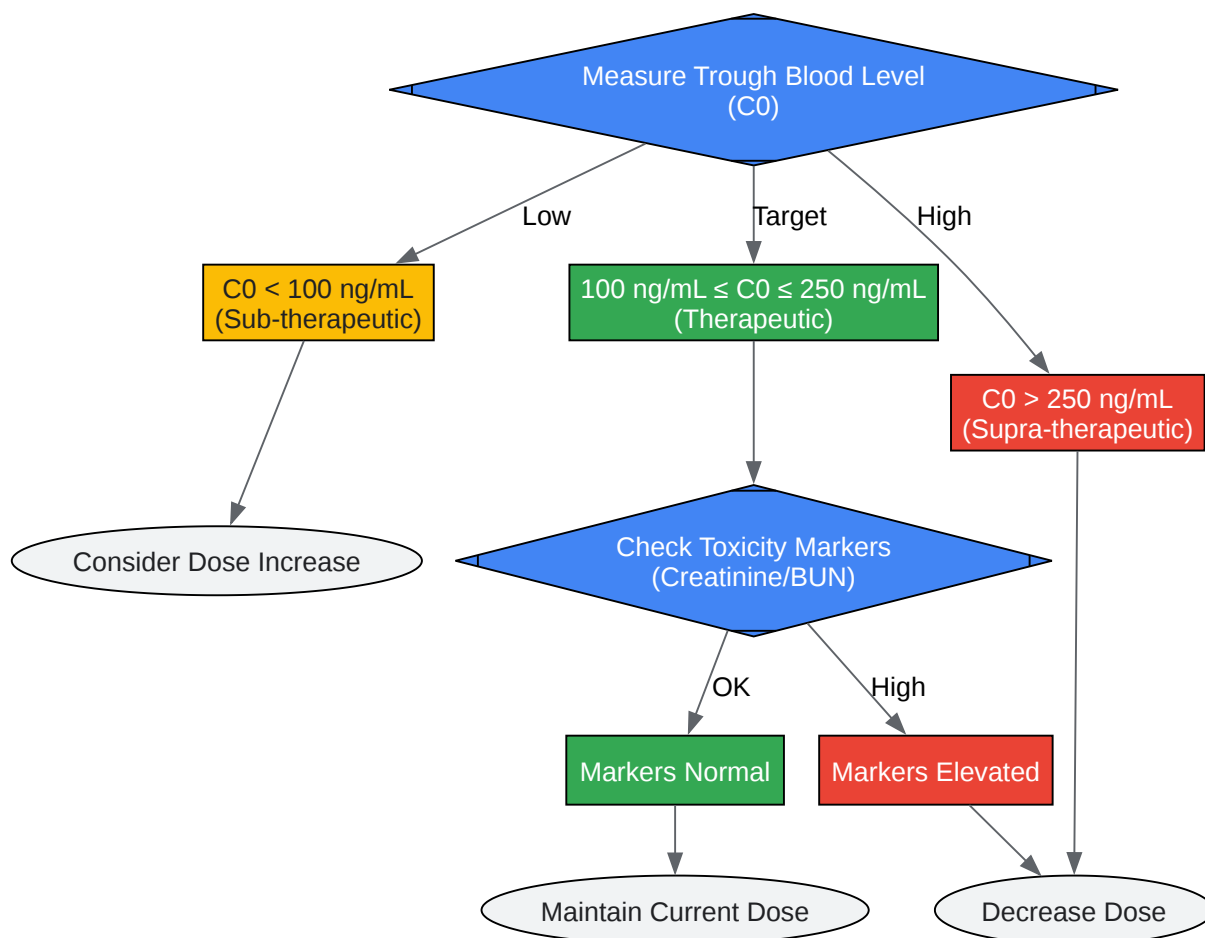 Measure Trough Blood Level
(C0)
Low
Target
High
C0 < 100 ng/mL
(Sub-therapeutic)
100 ng/mL ≤ C0 ≤ 250 ng/mL
(Therapeutic)
C0 > 250 ng/mL
(Supra-therapeutic)
Consider Dose Increase
Check Toxicity Markers
(Creatinine/BUN)
OK
High
Markers Normal
Markers Elevated
Maintain Current Dose
Decrease Dose